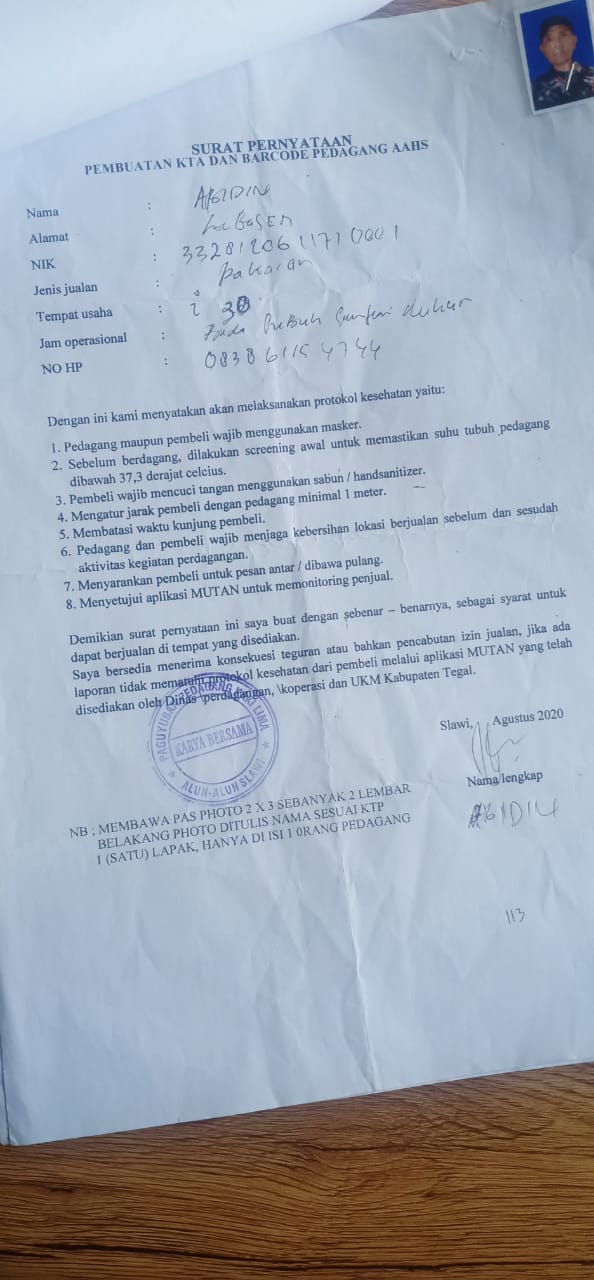 SURAT PERNYATAAN
PEMBUATAN KTA DAN BARCODE PEDAGANG AAHS
Nama : ABIDIN
Alamat :
NIK : 3328120611710001
Jenis jualan : pakaian
Tempat usaha : 30
Jam operasional :
NO HP : 083861154744
Dengan ini kami menyatakan akan melaksanakan protokol kesehatan yaitu:
1. Pedagang maupun pembeli wajib menggunakan masker.
2. Sebelum berdagang, dilakukan screening awal untuk memastikan suhu tubuh pedagang
dibawah 37,3 derajat celcius.
3. Pembeli wajib mencuci tangan menggunakan sabun / handsanitizer.
4. Mengatur jarak pembeli dengan pedagang minimal 1 meter.
5. Membatasi waktu kunjung pembeli.
6. Pedagang dan pembeli wajib menjaga kebersihan lokasi berjualan sebelum dan sesudah
aktivitas kegiatan perdagangan.
7. Menyarankan pembeli untuk pesan antar / dibawa pulang.
8. Menyetujui aplikasi MUTAN untuk memonitoring penjual.
Demikian surat pernyataan ini saya buat dengan sebenar – benarnya, sebagai syarat untuk
dapat berjualan di tempat yang disediakan.
Saya bersedia menerima konsekuesi teguran atau bahkan pencabutan izin jualan, jika ada
laporan tidak mematuhi protokol kesehatan dari pembeli melalui aplikasi MUTAN yang telah
disediakan oleh Dinas \perdagangan, \koperasi dan UKM Kabupaten Tegal.
PAGUYUBAN PEDAGANG KAKI LIMA
KARYA BERSAMA
ALUN-ALUN SLAWI
Slawi, Agustus 2020
Nama lengkap
ABIDIN
NB : MEMBAWA PAS PHOTO 2 X 3 SEBANYAK 2 LEMBAR
BELAKANG PHOTO DITULIS NAMA SESUAI KTP
1 (SATU) LAPAK, HANYA DI ISI 1 0RANG PEDAGANG
113